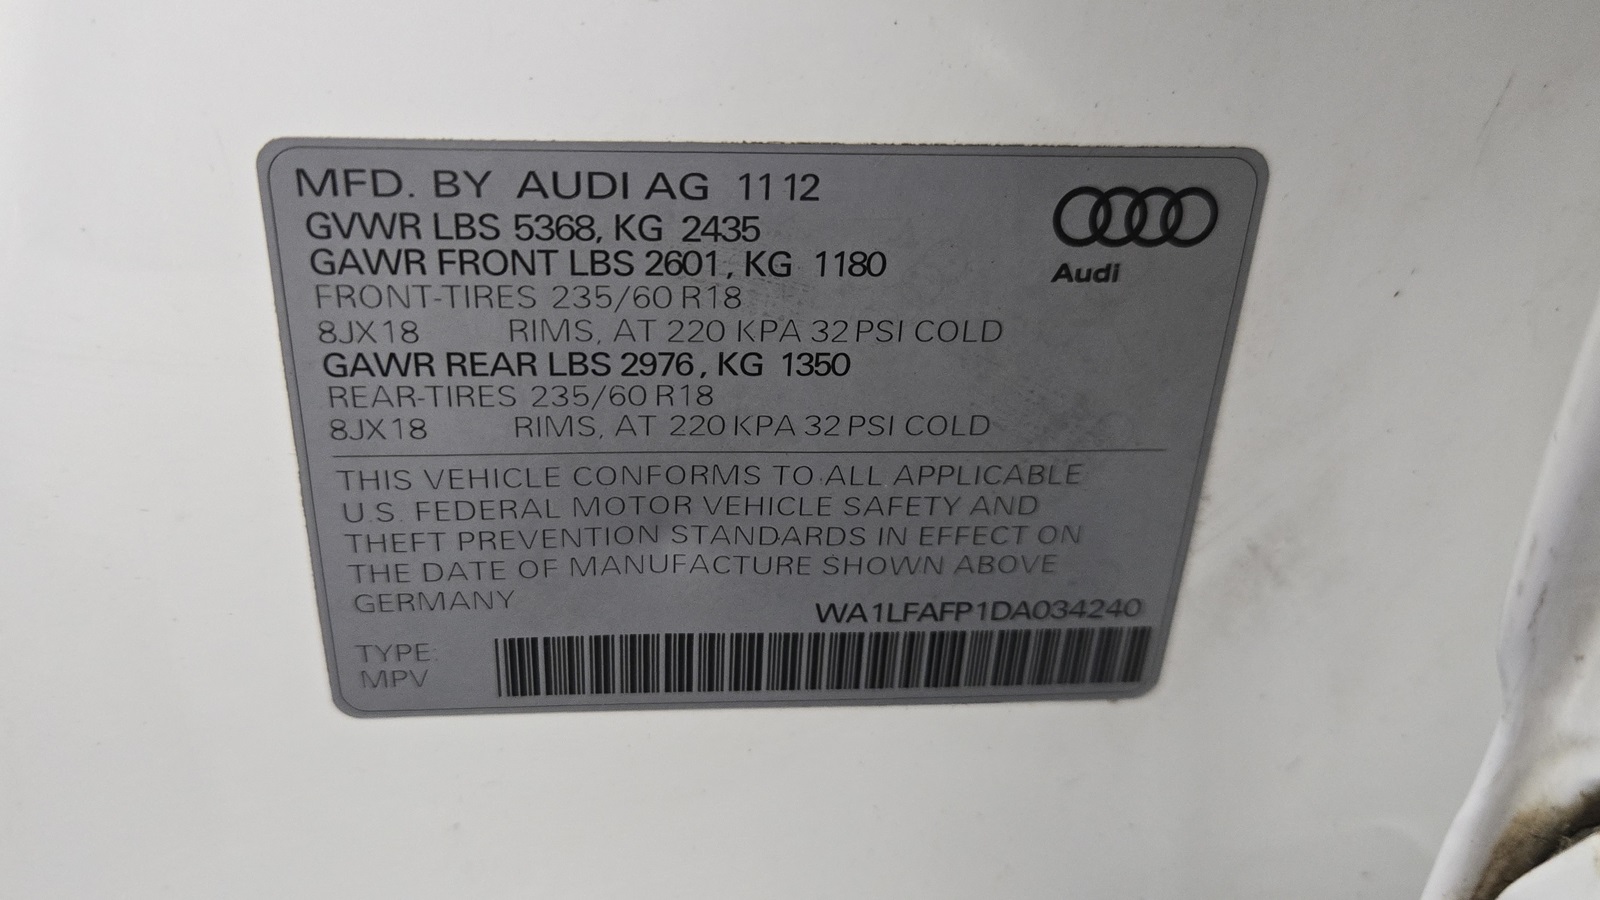 MFD. BY AUDI AG 11 12
GVWR LBS 5368, KG 2435
GAWR FRONT LBS 2601, KG 1180
FRONT-TIRES 235/60 R18
8JX18 RIMS, AT 220 KPA 32 PSI COLD
GAWR REAR LBS 2976, KG 1350
REAR-TIRES 235/60 R18
8JX18 RIMS, AT 220 KPA 32 PSI COLD
Audi
THIS VEHICLE CONFORMS TO ALL APPLICABLE
U.S. FEDERAL MOTOR VEHICLE SAFETY AND
THEFT PREVENTION STANDARDS IN EFFECT ON
THE DATE OF MANUFACTURE SHOWN ABOVE
GERMANY WA1LFAFP1DA034240
TYPE:
MPV